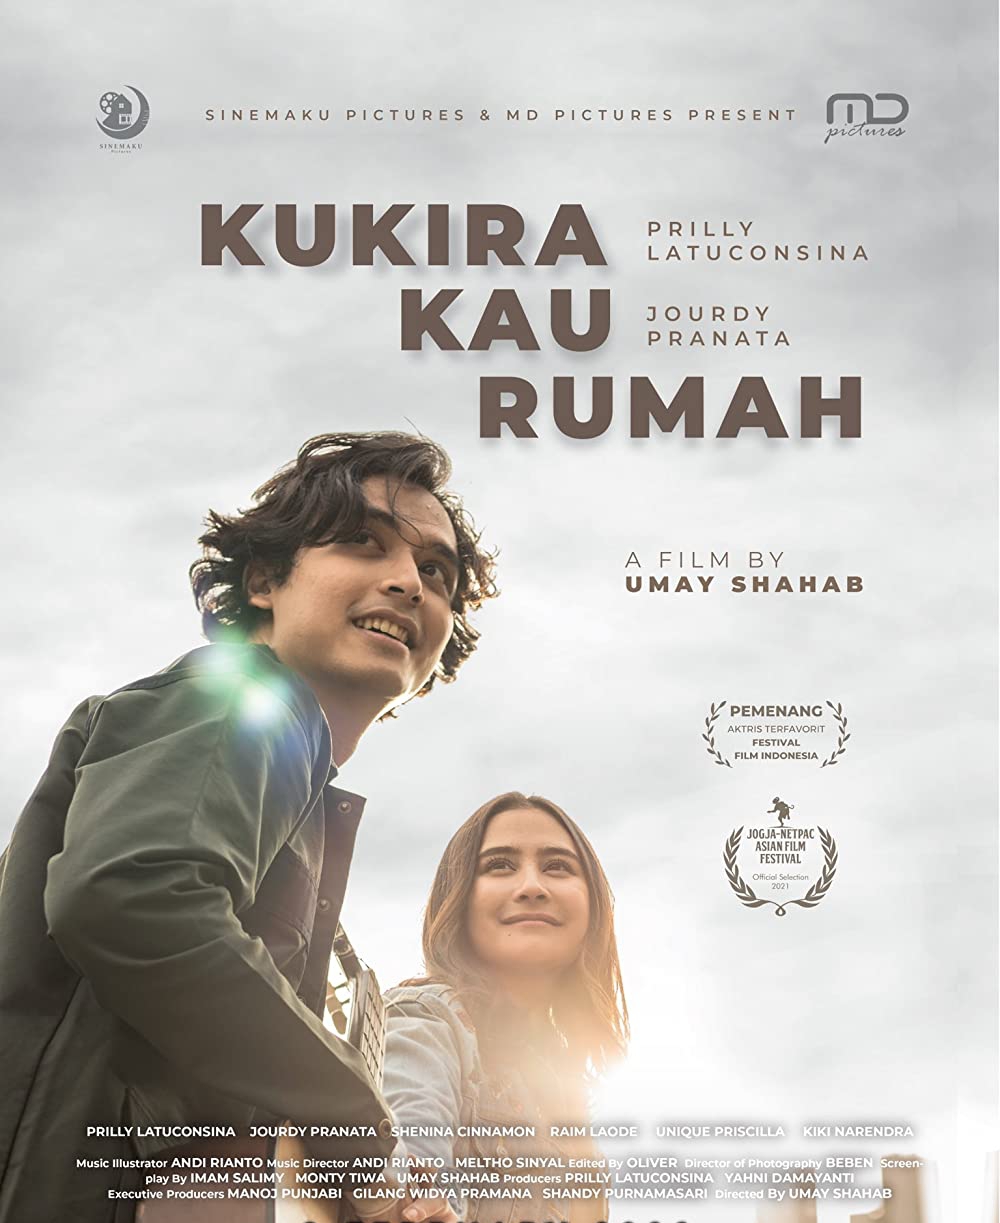 SINEMAKU PICTURES & MD PICTURES PRESENT
SINEMAKU
Pictures
MD
pictures
KUKIRA
KAU
RUMAH
PRILLY
LATUCONSINA
JOURDY
PRANATA
A FILM BY
UMAY SHAHAB
PEMENANG
AKTRIS TERFAVORIT
FESTIVAL
FILM INDONESIA
JOGJA-NETPAC
ASIAN FILM
FESTIVAL
Official Selection
2021
PRILLY LATUCONSINA JOURDY PRANATA SHENINA CINNAMON RAIM LAODE UNIQUE PRISCILLA KIKI NARENDRA
Music Illustrator ANDI RIANTO Music Director ANDI RIANTO MELTHO SINYAL Edited By OLIVER Director of Photography BEBEN Screen-
play By IMAM SALIMY MONTY TIWA UMAY SHAHAB Producers PRILLY LATUCONSINA YAHNI DAMAYANTI
Executive Producers MANOJ PUNJABI GILANG WIDYA PRAMANA SHANDY PURNAMASARI Directed By UMAY SHAHAB